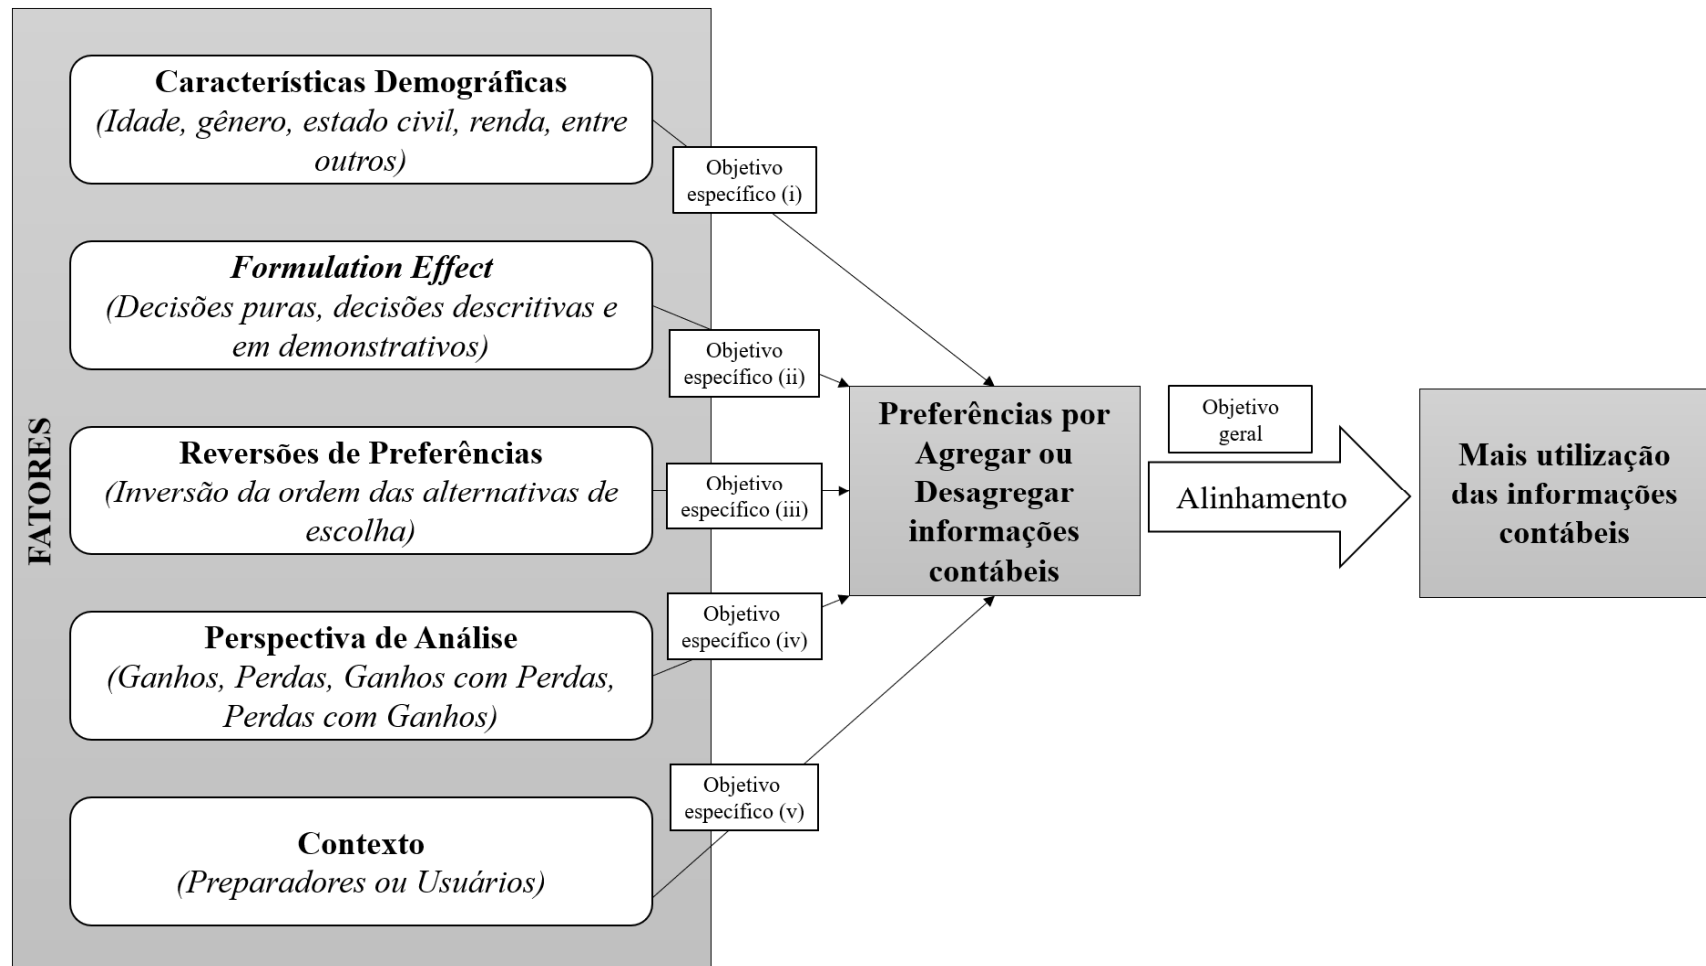 FATORES
Características Demográficas
(Idade, gênero, estado civil, renda, entre
outros)
Objetivo
específico (i)
Formulation Effect
(Decisões puras, decisões descritivas e
em demonstrativos)
Objetivo
específico (ii)
Reversões de Preferências
(Inversão da ordem das alternativas de
escolha)
Objetivo
específico (iii)
Perspectiva de Análise
(Ganhos, Perdas, Ganhos com Perdas,
Perdas com Ganhos)
Objetivo
específico (iv)
Contexto
(Preparadores ou Usuários)
Objetivo
específico (v)
Preferências por
Agregar ou
Desagregar
informações
contábeis
Objetivo
geral
Alinhamento
Mais utilização
das informações
contábeis